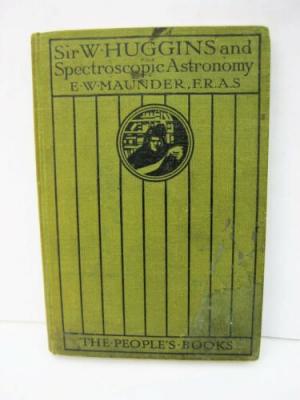 Sir W·HUGGINS and
Spectroscopic Astronomy
E·W·MAUNDER, F.R.A.S
THE·PEOPLE'S·BOOKS